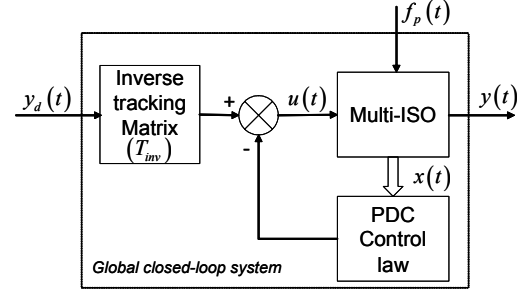 f_p(t)
y_d(t)
Inverse
tracking
Matrix
(T_inv)
+
u(t)
-
Multi-ISO
y(t)
x(t)
PDC
Control
law
Global closed-loop system